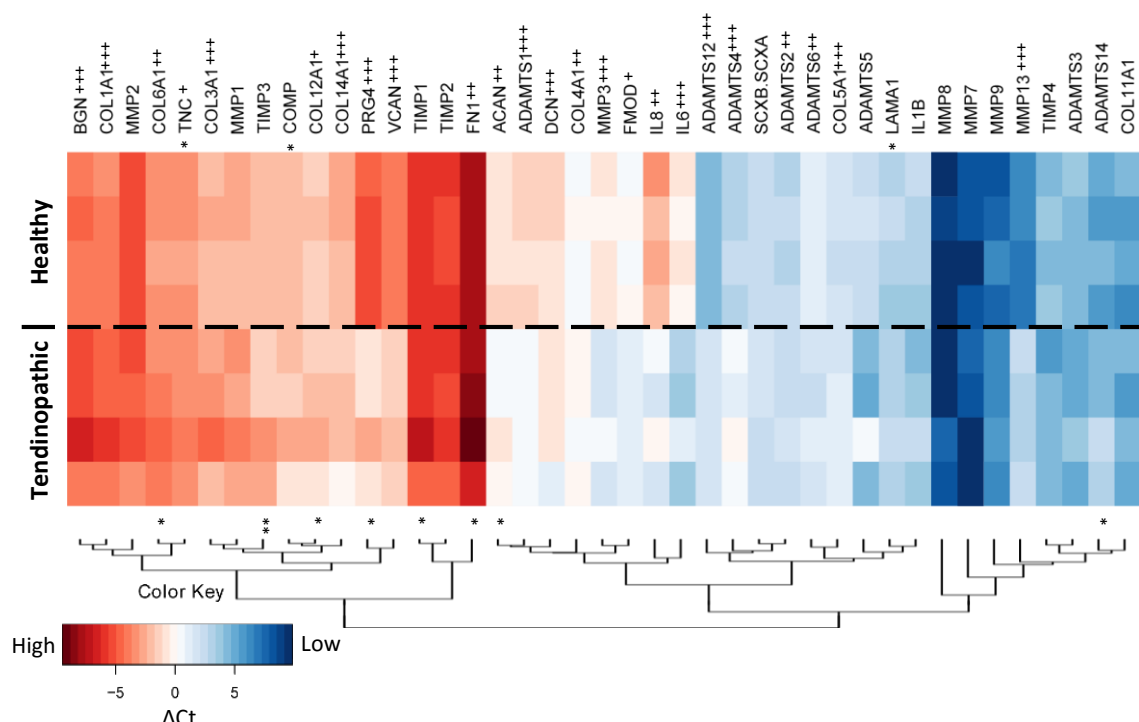 BGN +++
COL1A1+++
MMP2
COL6A1++
TNC +
COL3A1+++
MMP1
TIMP3
COMP
COL12A1+
COL14A1+++
PRG4+++
VCAN+++
TIMP1
TIMP2
FN1++
ACAN++
ADAMTS1+++
DCN+++
COL4A1++
MMP3+++
FMOD +
IL8 ++
IL6+++
ADAMTS12+++
ADAMTS4+++
SCXB.SCXA
ADAMTS2++
ADAMTS6++
COL5A1+++
ADAMTS5
LAMA1
IL1B
MMP8
MMP7
MMP9
MMP13 +++
TIMP4
ADAMTS3
ADAMTS14
COL11A1
* * *
Healthy
Tendinopathic
* ** * * * * * *
Color Key
High Low
−5 0 5
ΔCt